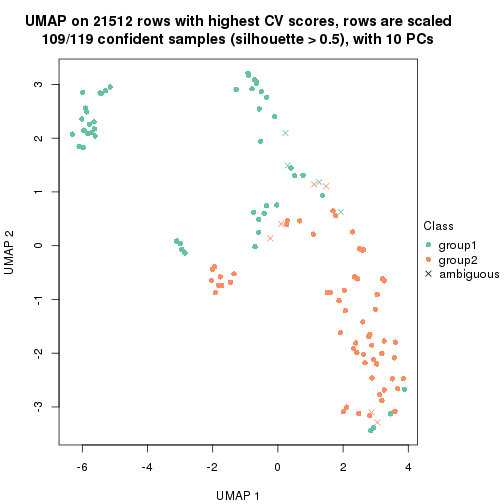 UMAP on 21512 rows with highest CV scores, rows are scaled
109/119 confident samples (silhouette > 0.5), with 10 PCs
3
2
1
0
-1
-2
-3
UMAP 2
-6
-4
-2
0
2
4
UMAP 1
Class
group1
group2
ambiguous